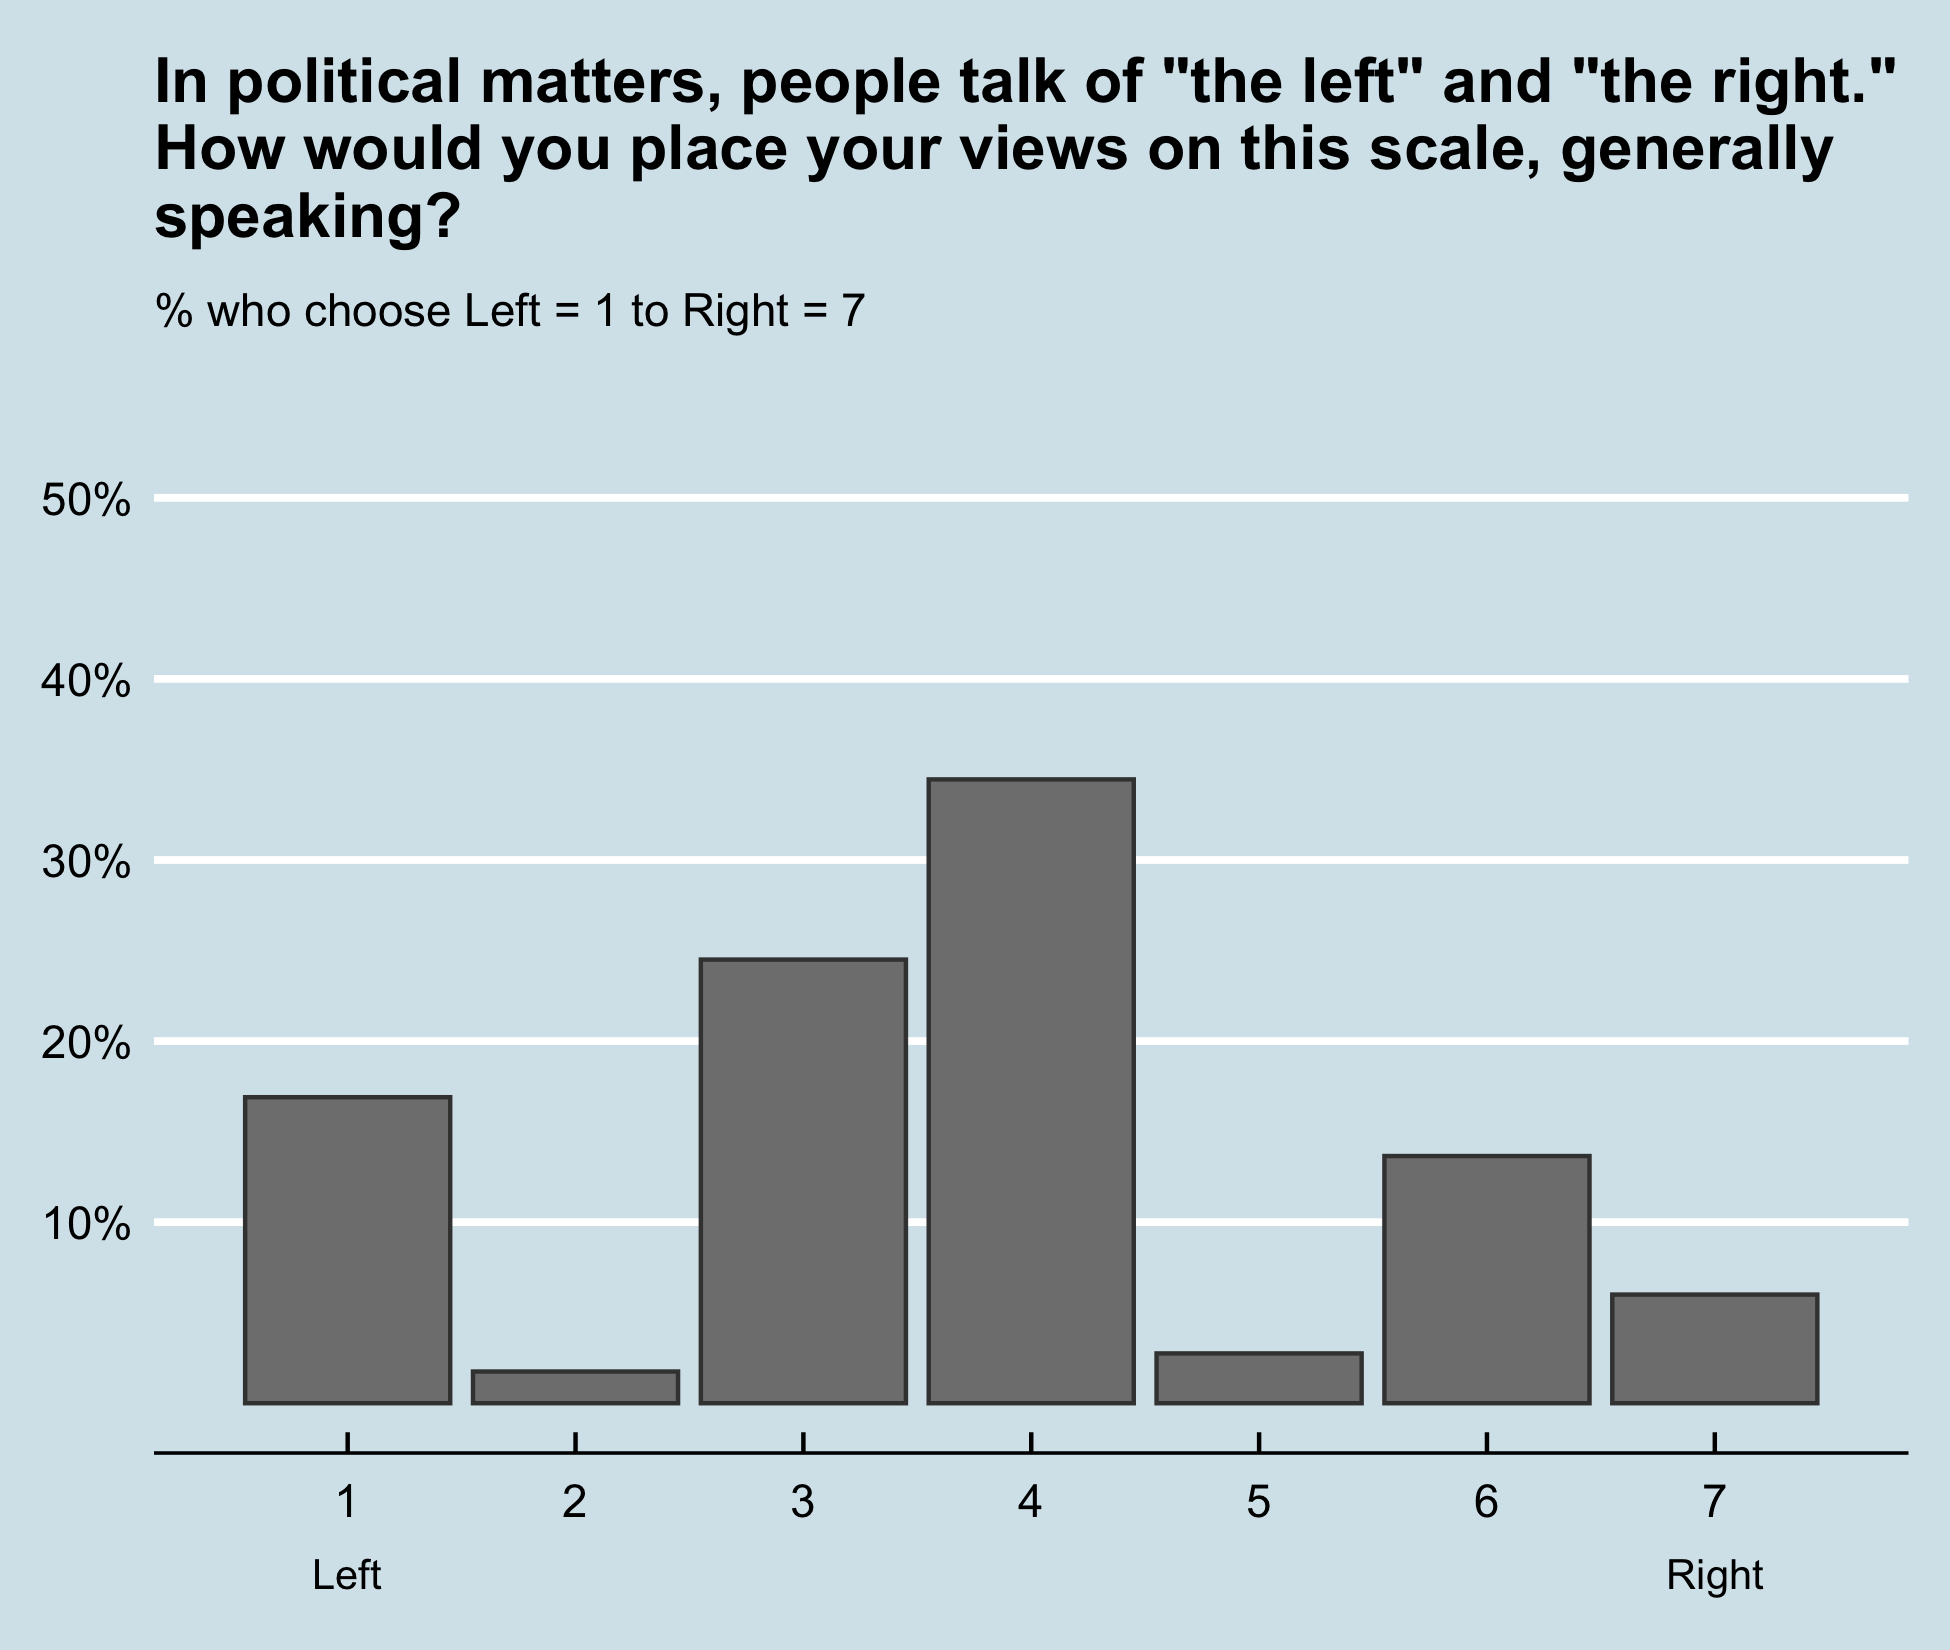 In political matters, people talk of "the left" and "the right."
How would you place your views on this scale, generally
speaking?
% who choose Left = 1 to Right = 7
50%
40%
30%
20%
10%
1 2 3 4 5 6 7
Left Right